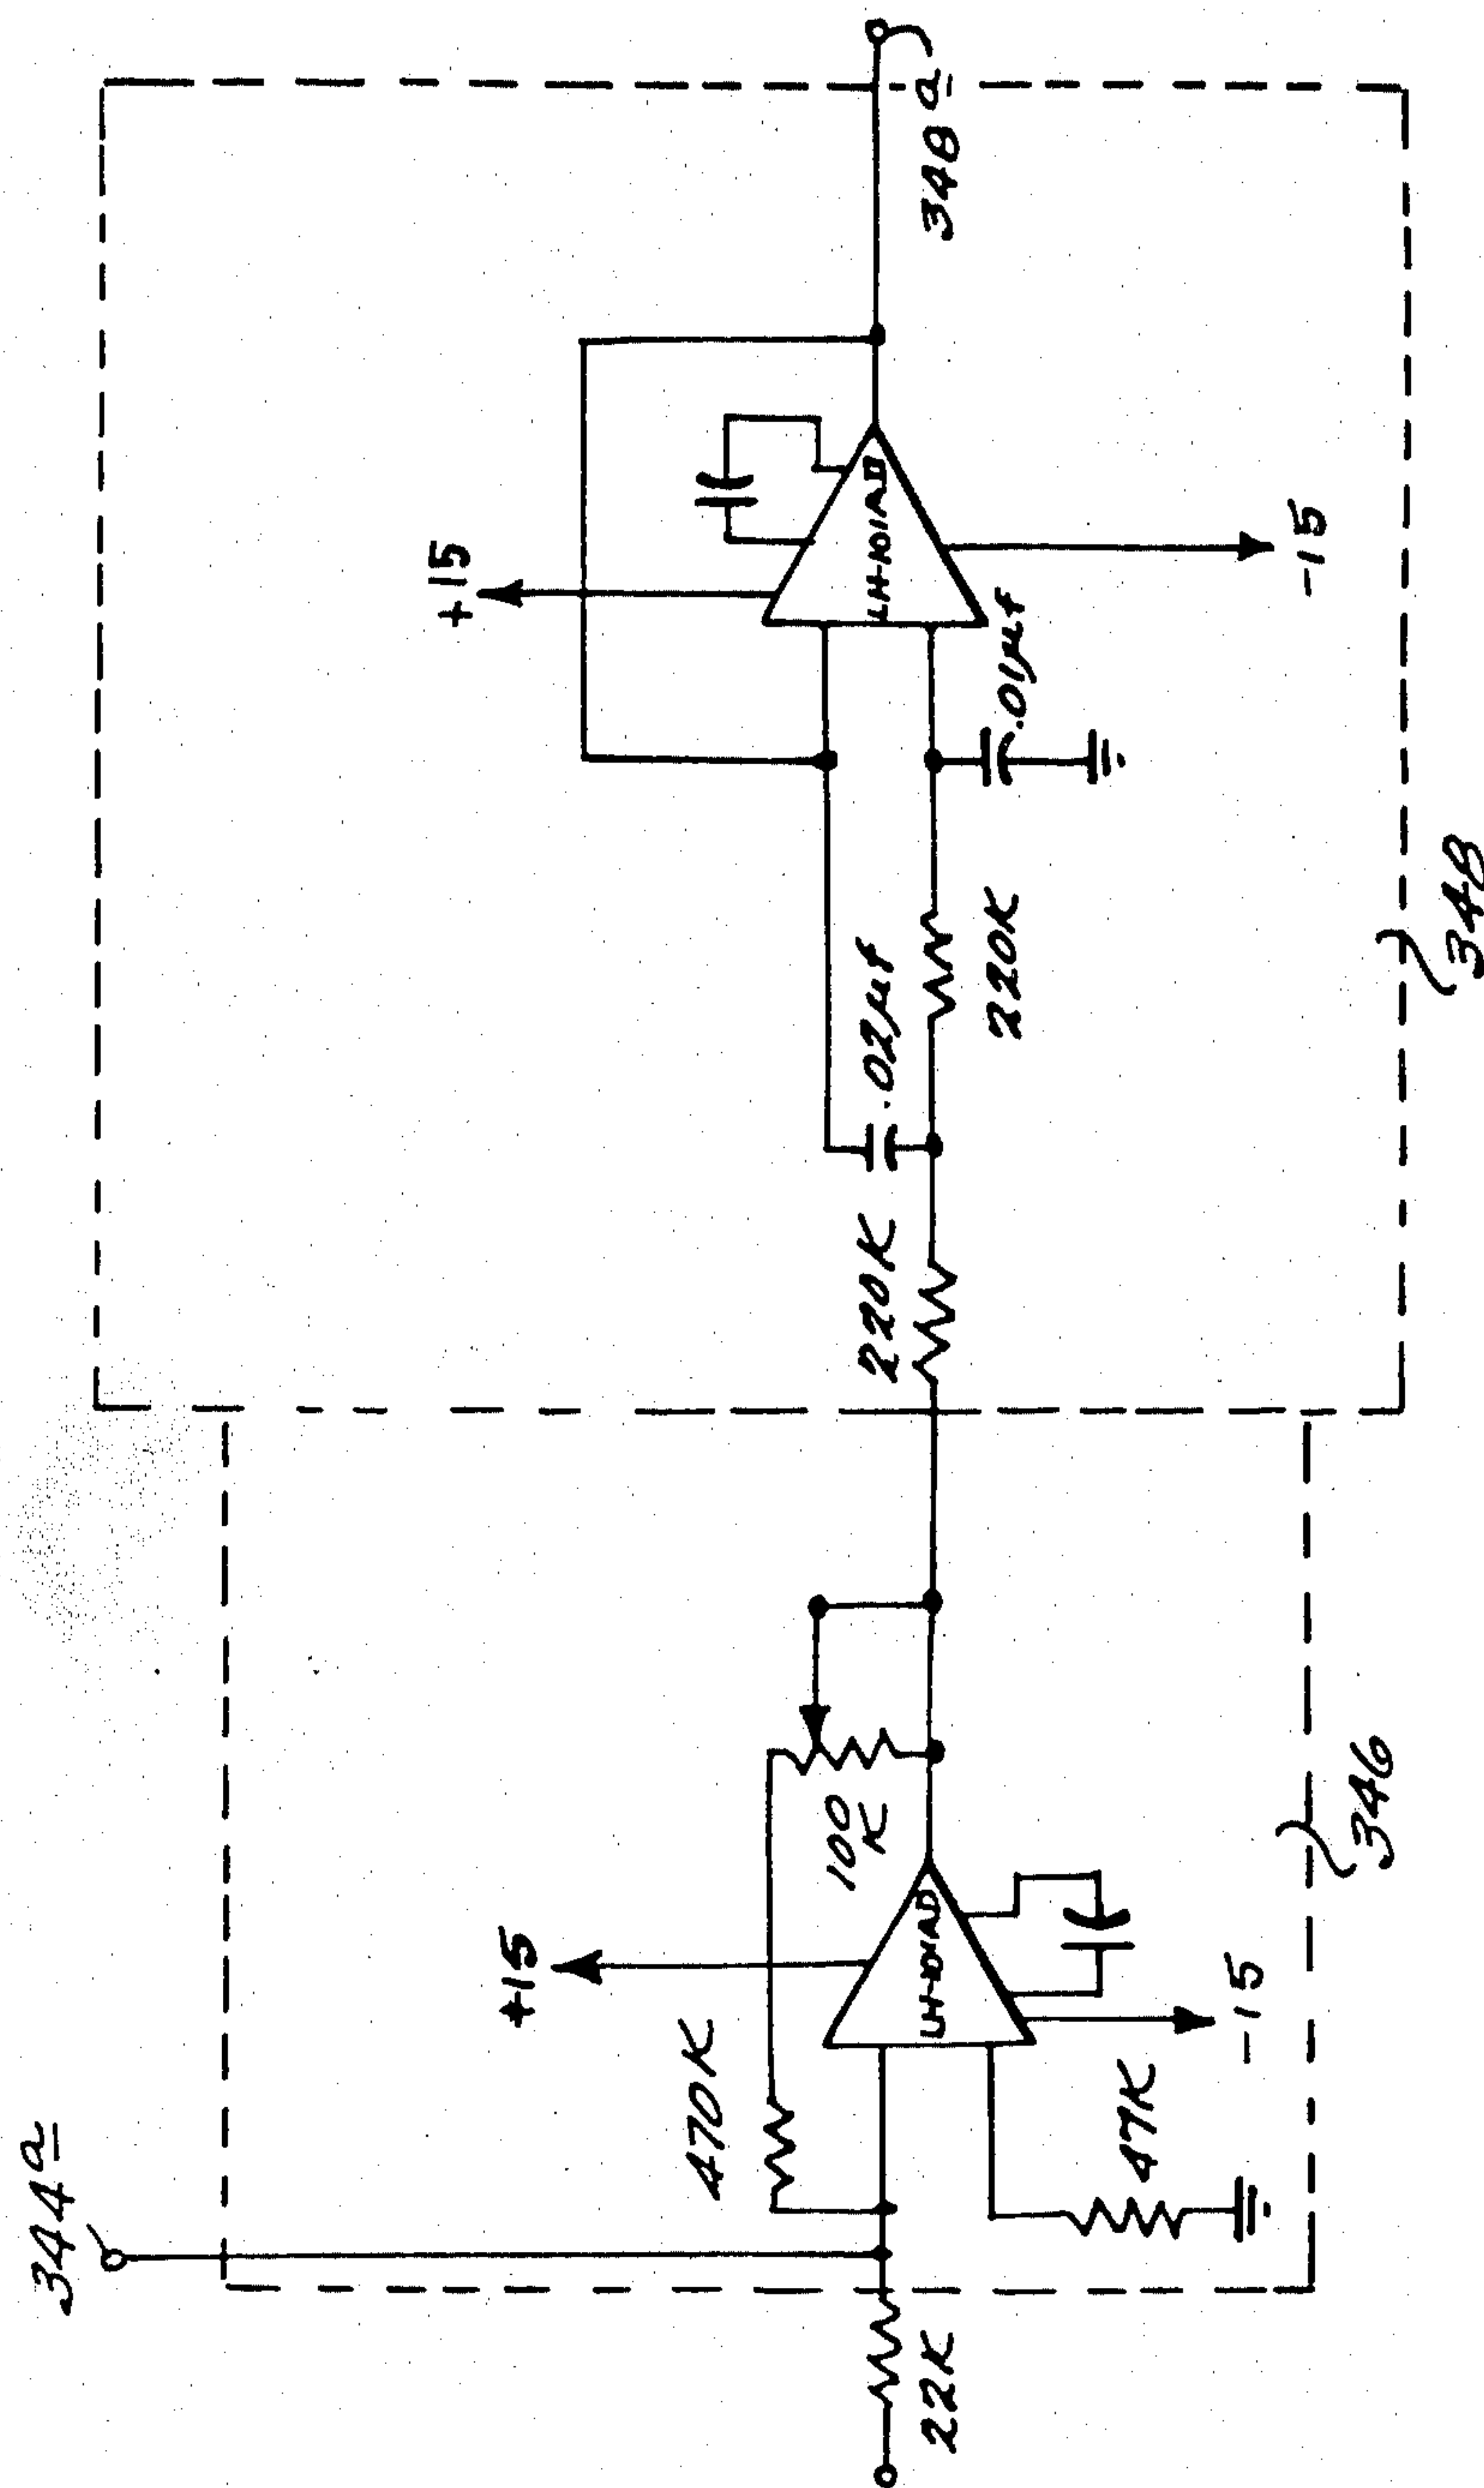 344a
+15
470K
100
K
LH-101AD
22K
47K
-15
346
+15
220K
.02µf
220K
.01µf
LH-101AD
-15
348a
348